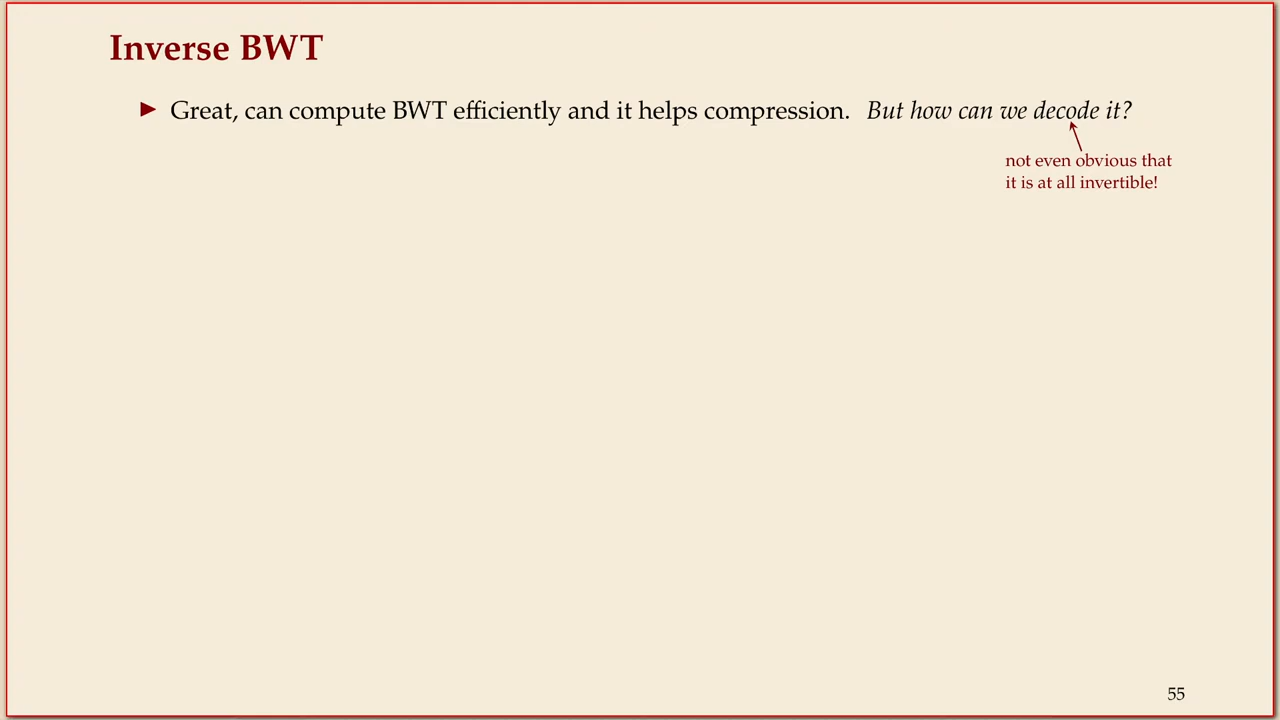 Inverse BWT
▶ Great, can compute BWT efficiently and it helps compression. But how can we decode it?
not even obvious that
it is at all invertible!
55